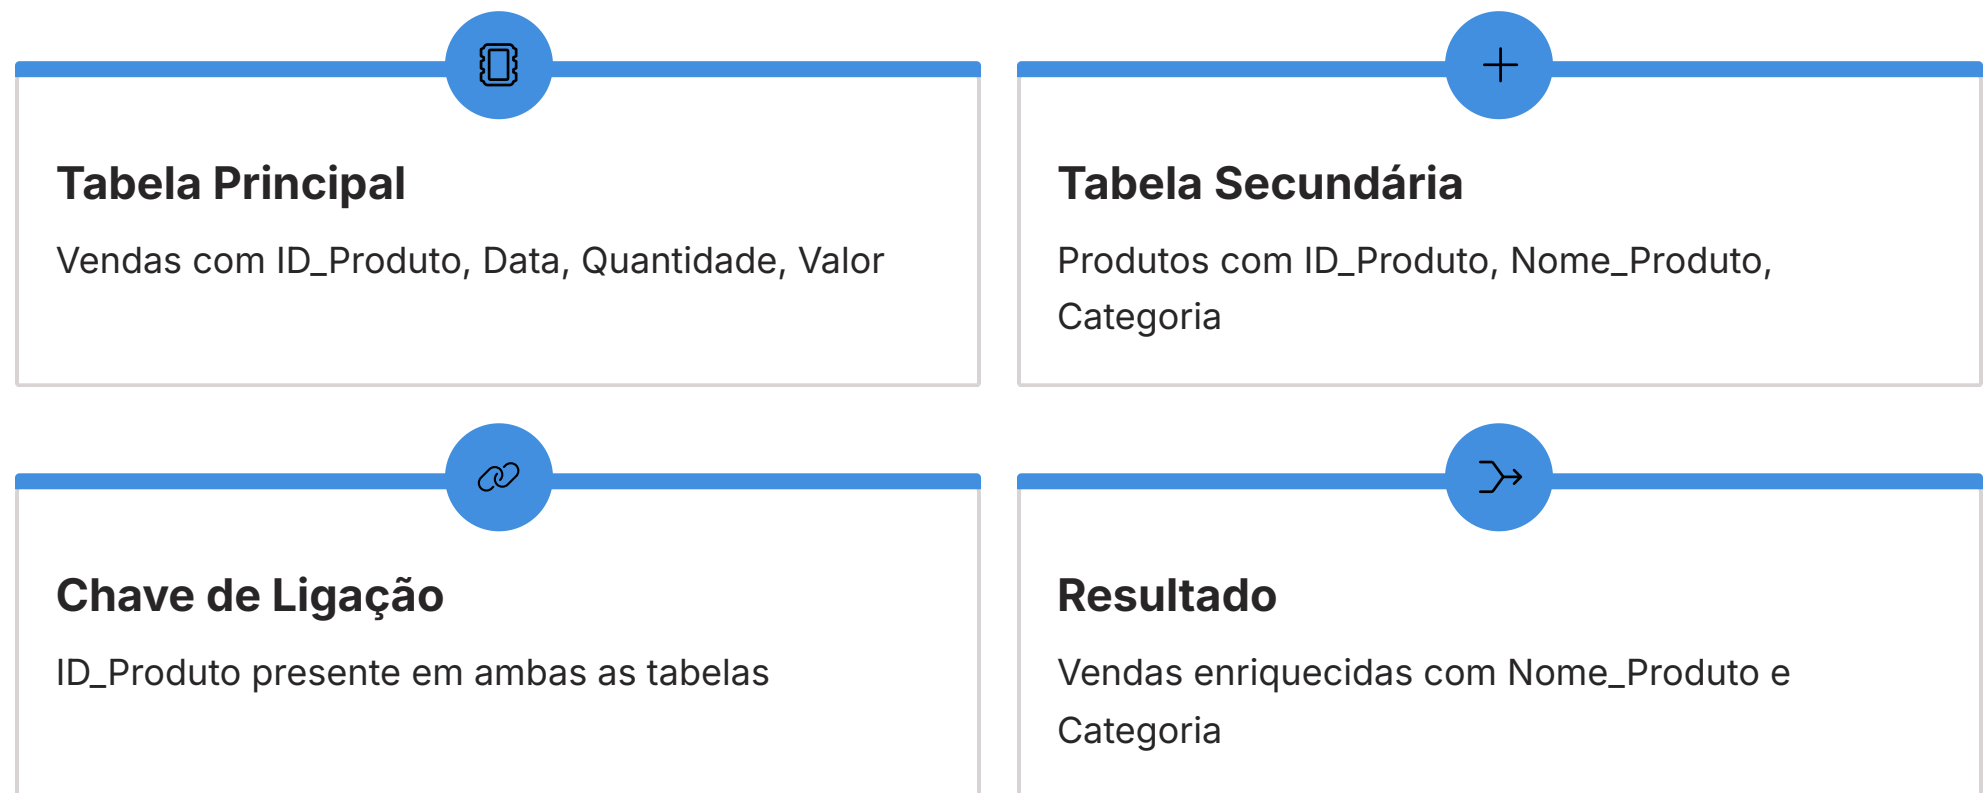 Tabela Principal
Vendas com ID_Produto, Data, Quantidade, Valor
Tabela Secundária
Produtos com ID_Produto, Nome_Produto,
Categoria
Chave de Ligação
ID_Produto presente em ambas as tabelas
Resultado
Vendas enriquecidas com Nome_Produto e
Categoria